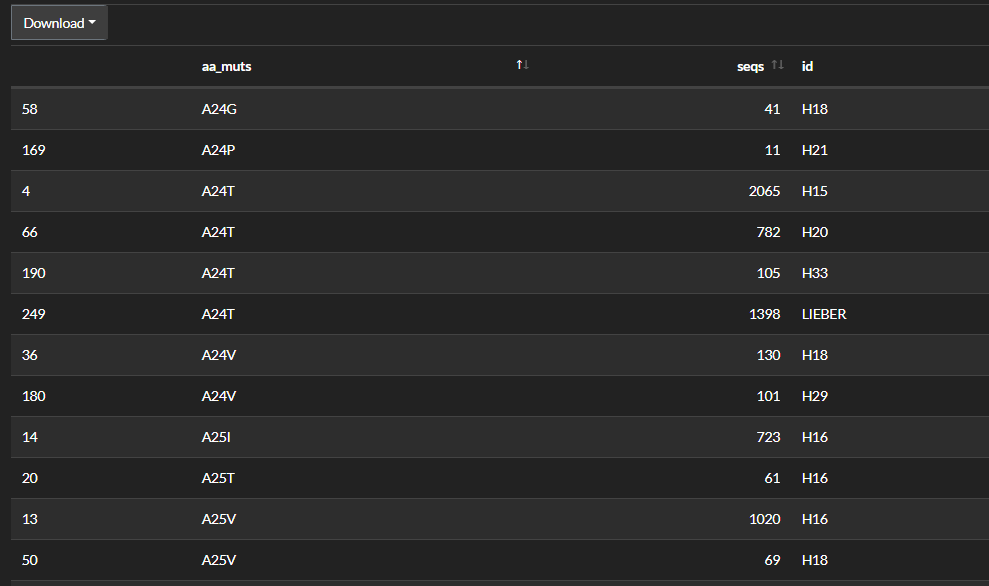 Download
aa_muts seqs id
58 A24G 41 H18
169 A24P 11 H21
4 A24T 2065 H15
66 A24T 782 H20
190 A24T 105 H33
249 A24T 1398 LIEBER
36 A24V 130 H18
180 A24V 101 H29
14 A25I 723 H16
20 A25T 61 H16
13 A25V 1020 H16
50 A25V 69 H18